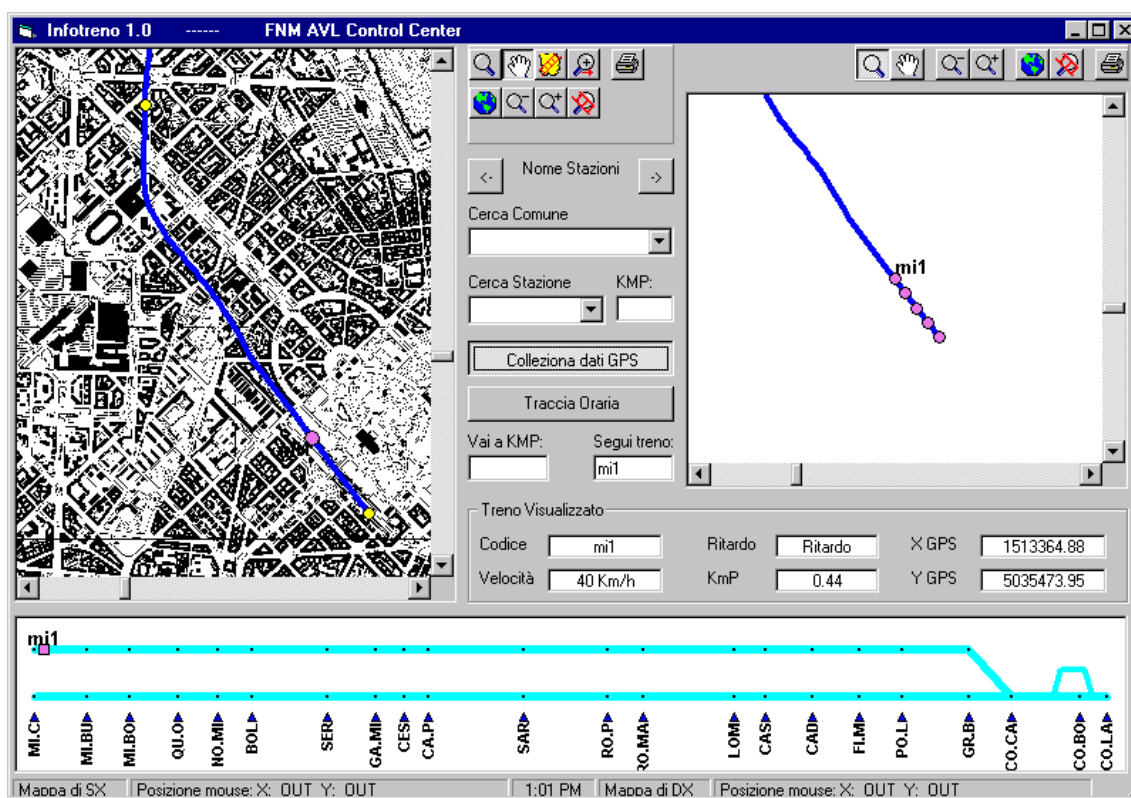 Infotreno 1.0 ------ FNM AVL Control Center
<- Nome Stazioni ->
Cerca Comune
Cerca Stazione KMP:
Colleziona dati GPS
Traccia Oraria
Vai a KMP: Segui treno:
mi1
mi1
Treno Visualizzato
Codice mi1 Ritardo Ritardo X GPS 1513364.88
Velocità 40 Km/h KmP 0.44 Y GPS 5035473.95
mi1
MI.C
MI.BU
MI.BO
QU.O
NO.MI
BOL
SER
GA.MI
CES
CA.P
SAR
RO.P
RO.MA
LOM
CAS
CAD
FI.M
PO.L
GR.B
CO.CA
CO.BO
CO.LA
Mappa di SX Posizione mouse: X: OUT Y: OUT 1:01 PM Mappa di DX Posizione mouse: X: OUT Y: OUT